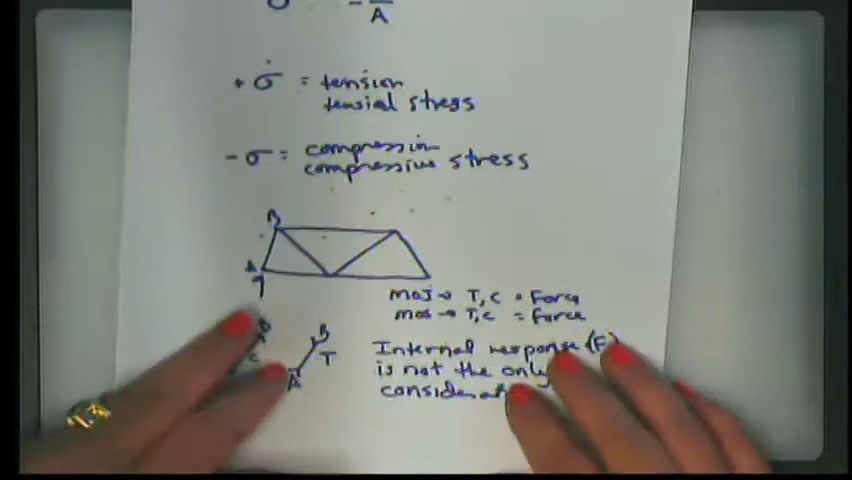 σ = A
+ σ = tension
tensial stress
- σ = compression
compressive stress
B
A
MOJ → T, C = Force
mos → T, C = Force
B
C
B
T
A
Internal response (F)
is not the only